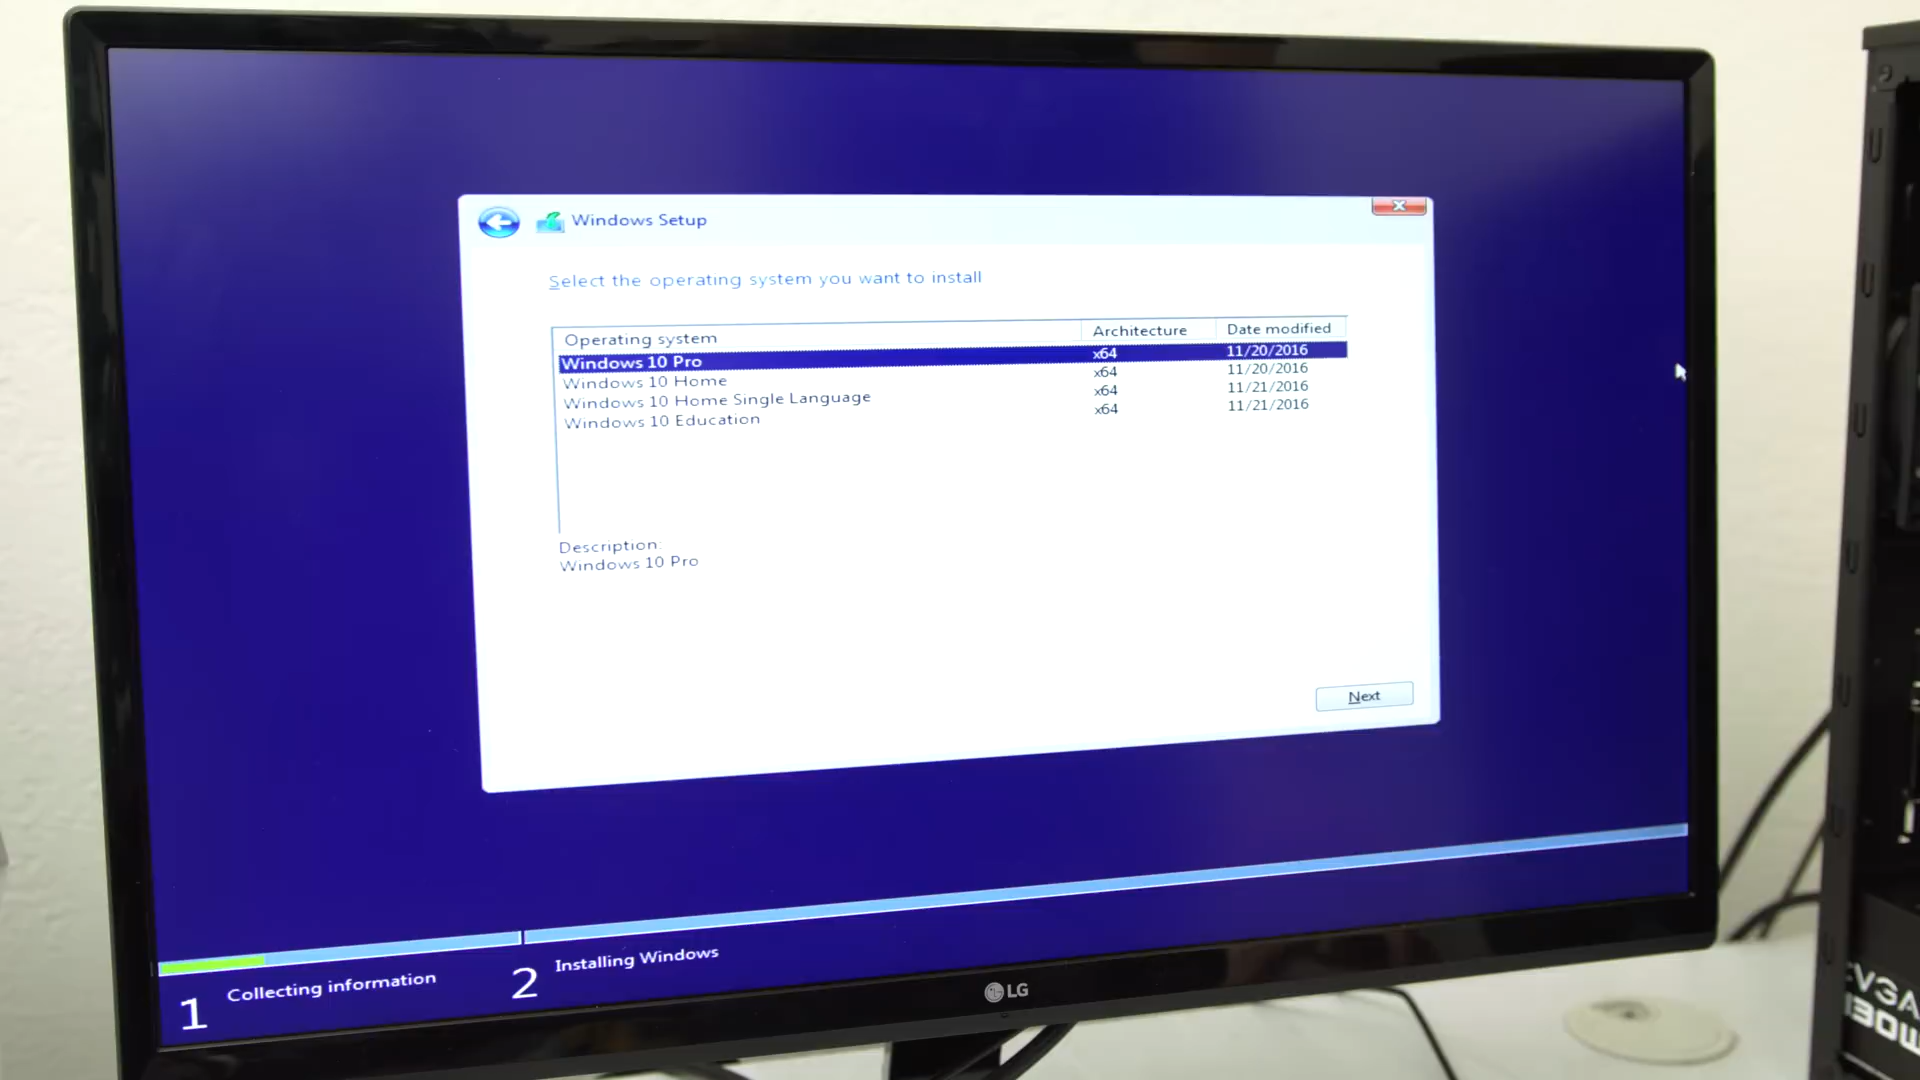 Windows Setup
Select the operating system you want to install
Operating system Architecture Date modified
Windows 10 Pro x64 11/20/2016
Windows 10 Home x64 11/20/2016
Windows 10 Home Single Language x64 11/21/2016
Windows 10 Education x64 11/21/2016
Description:
Windows 10 Pro
Next
1 Collecting information
2 Installing Windows
LG